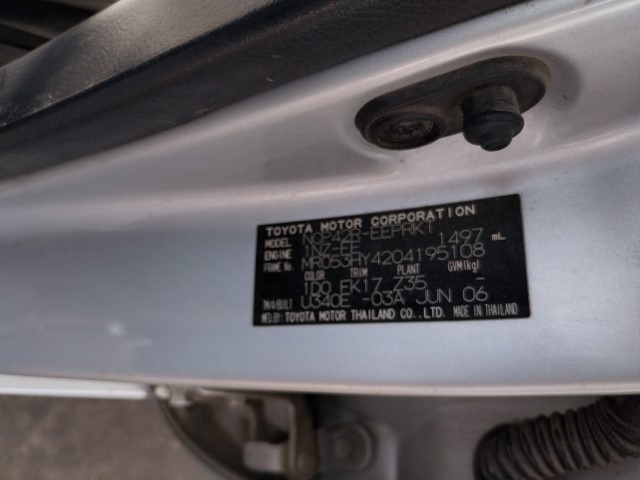 TOYOTA MOTOR CORPORATION
MODEL NCP42R-EEPRKT
ENGINE 1NZ-FE 1497 mL
FRAME No. MR053HY4204195108
COLOR TRIM PLANT GVM(kg)
1D0 EK17 Z35 -
TM/A/BUILT U340E -03A JUN 06
MFD.BY: TOYOTA MOTOR THAILAND CO.,LTD. MADE IN THAILAND